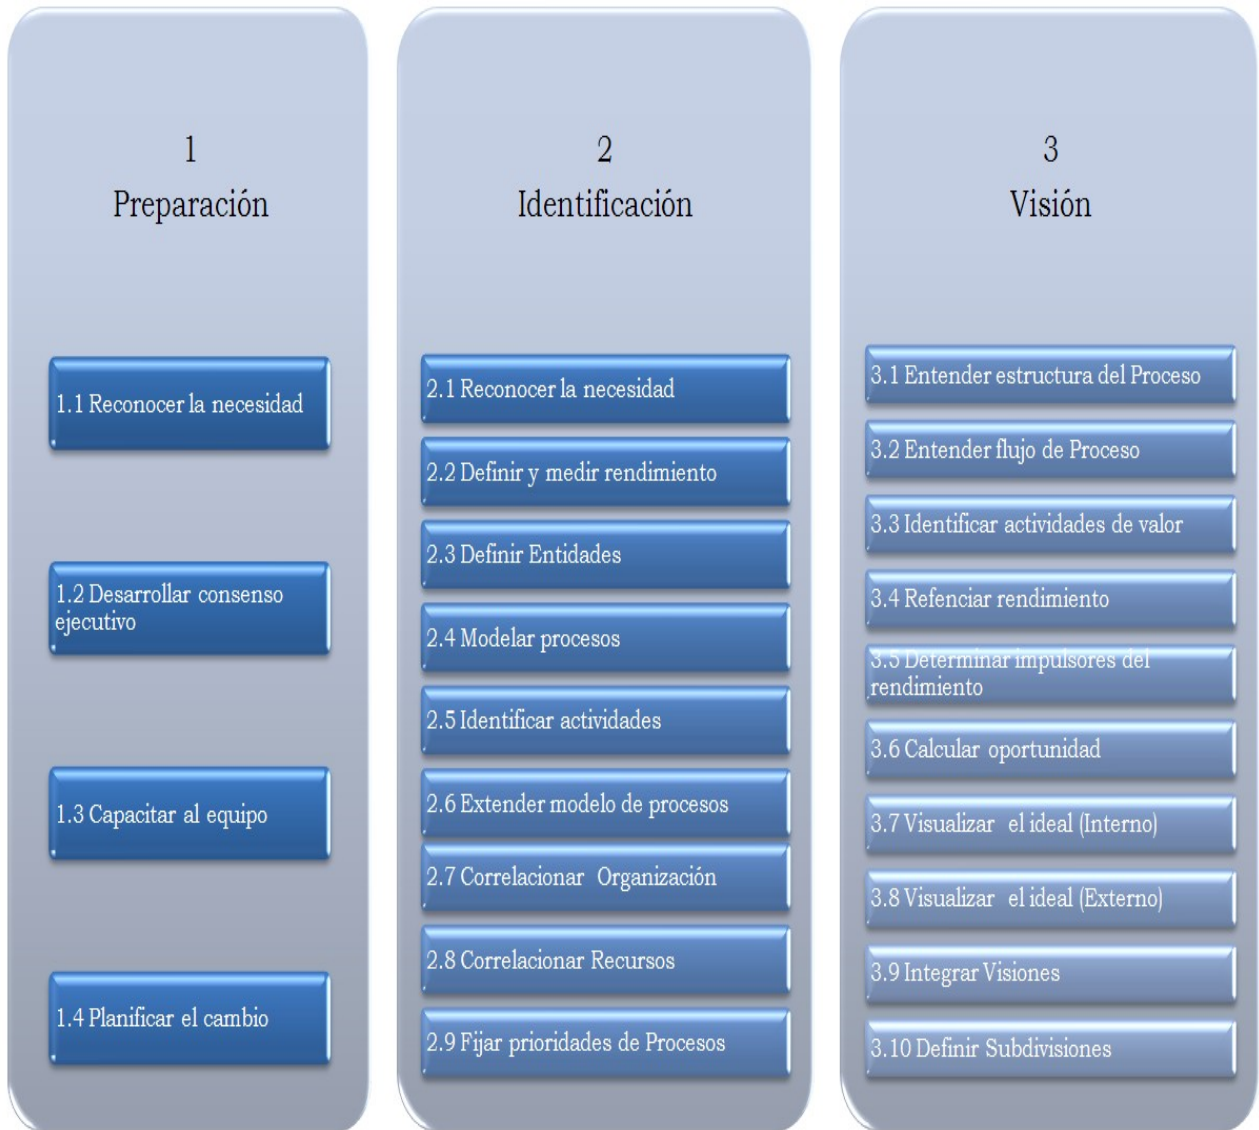 1
Preparación
1.1 Reconocer la necesidad
1.2 Desarrollar consenso
ejecutivo
1.3 Capacitar al equipo
1.4 Planificar el cambio
2
Identificación
2.1 Reconocer la necesidad
2.2 Definir y medir rendimiento
2.3 Definir Entidades
2.4 Modelar procesos
2.5 Identificar actividades
2.6 Extender modelo de procesos
2.7 Correlacionar Organización
2.8 Correlacionar Recursos
2.9 Fijar prioridades de Procesos
3
Visión
3.1 Entender estructura del Proceso
3.2 Entender flujo de Proceso
3.3 Identificar actividades de valor
3.4 Refenciar rendimiento
3.5 Determinar impulsores del
rendimiento
3.6 Calcular oportunidad
3.7 Visualizar el ideal (Interno)
3.8 Visualizar el ideal (Externo)
3.9 Integrar Visiones
3.10 Definir Subdivisiones